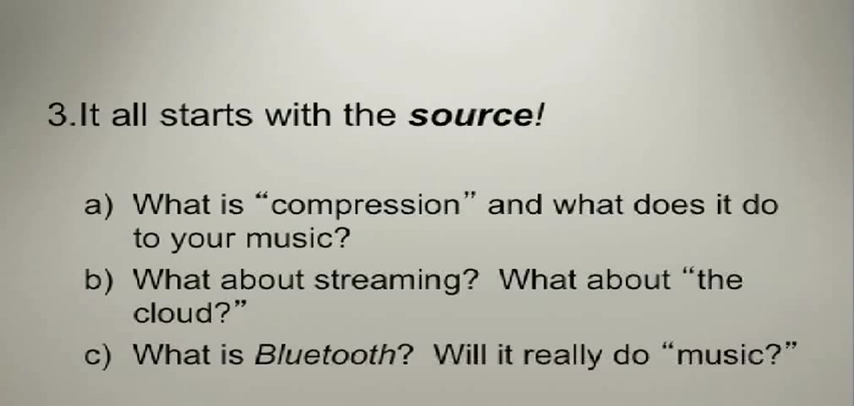 3.It all starts with the source!
a) What is “compression” and what does it do
to your music?
b) What about streaming?  What about “the
cloud?”
c) What is Bluetooth?  Will it really do “music?”